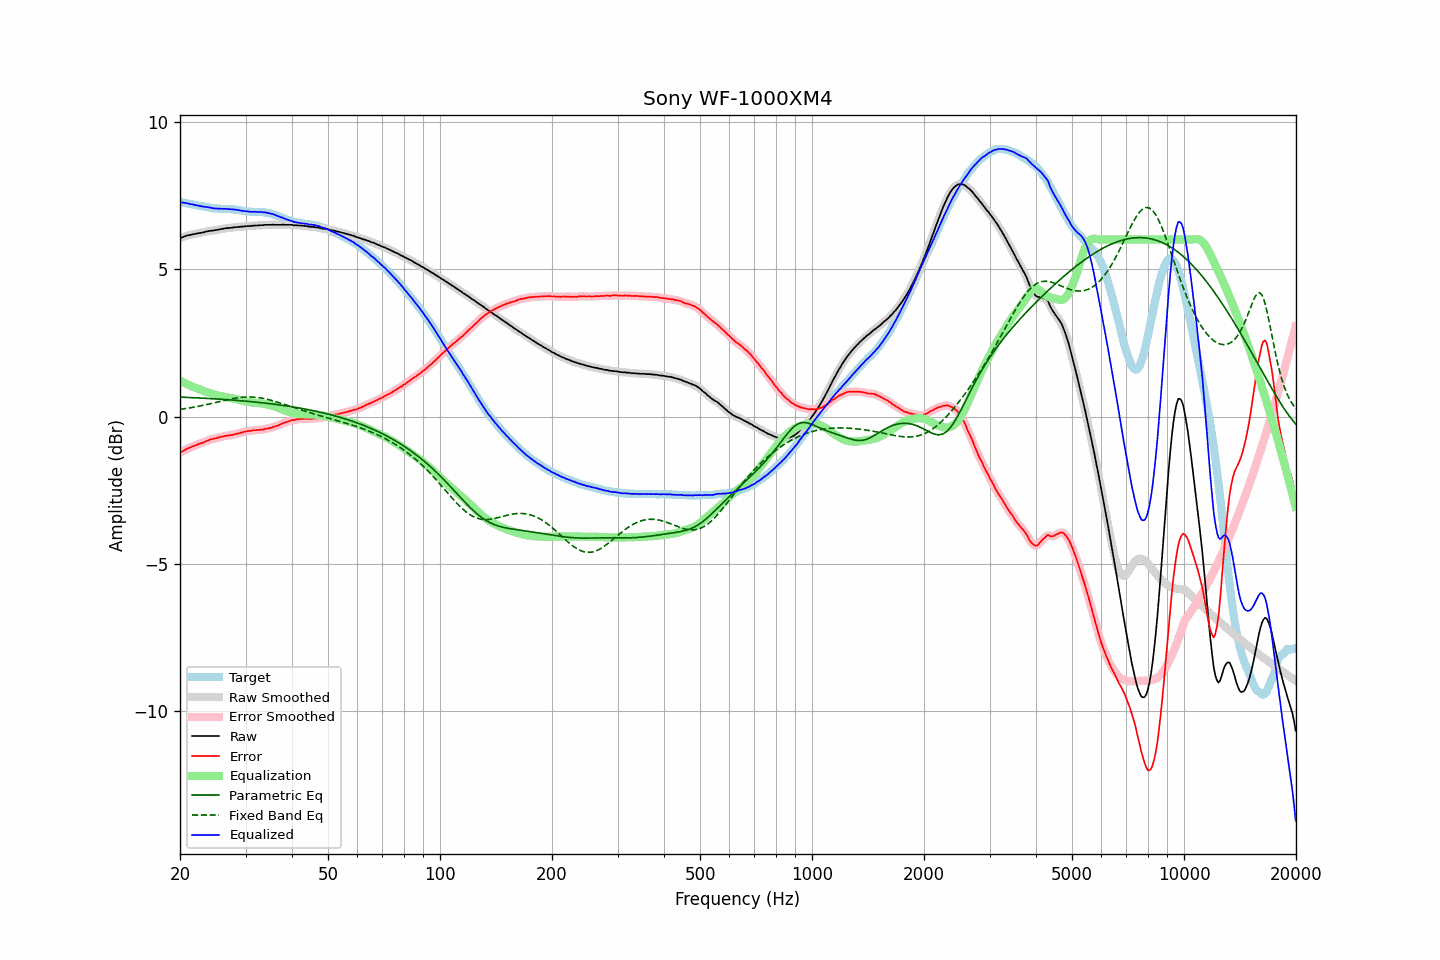 Sony WF-1000XM4
Amplitude (dBr)
10
5
0
−5
−10
Target
Raw Smoothed
Error Smoothed
Raw
Error
Equalization
Parametric Eq
Fixed Band Eq
Equalized
20 50 100 200 500 1000 2000 5000 10000 20000
Frequency (Hz)